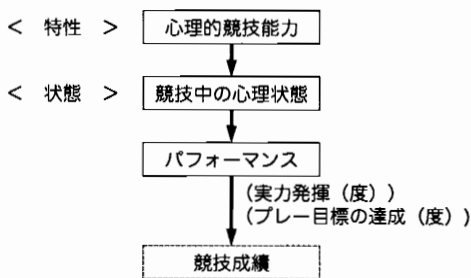 < 特性 > 心理的競技能力
< 状態 > 競技中の心理状態
パフォーマンス
(実力発揮(度))
(プレー目標の達成(度))
競技成績